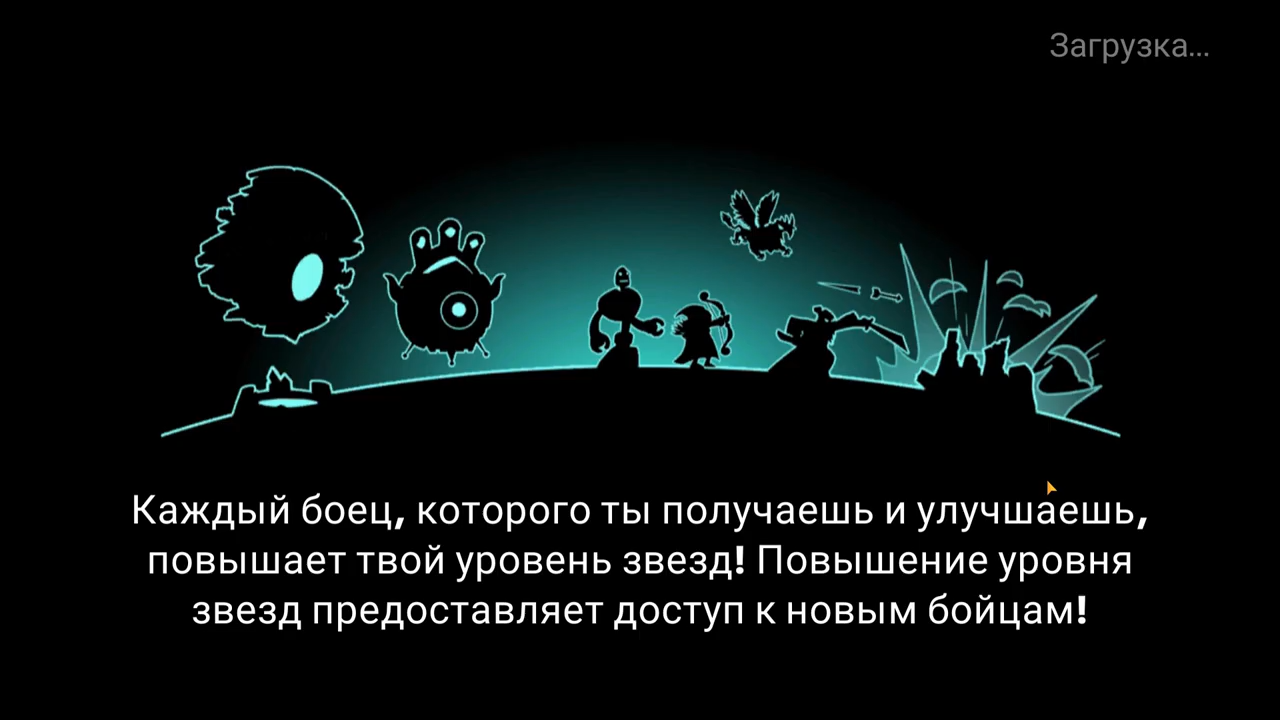 Загрузка...
Каждый боец, которого ты получаешь и улучшаешь,
повышает твой уровень звезд! Повышение уровня
звезд предоставляет доступ к новым бойцам!